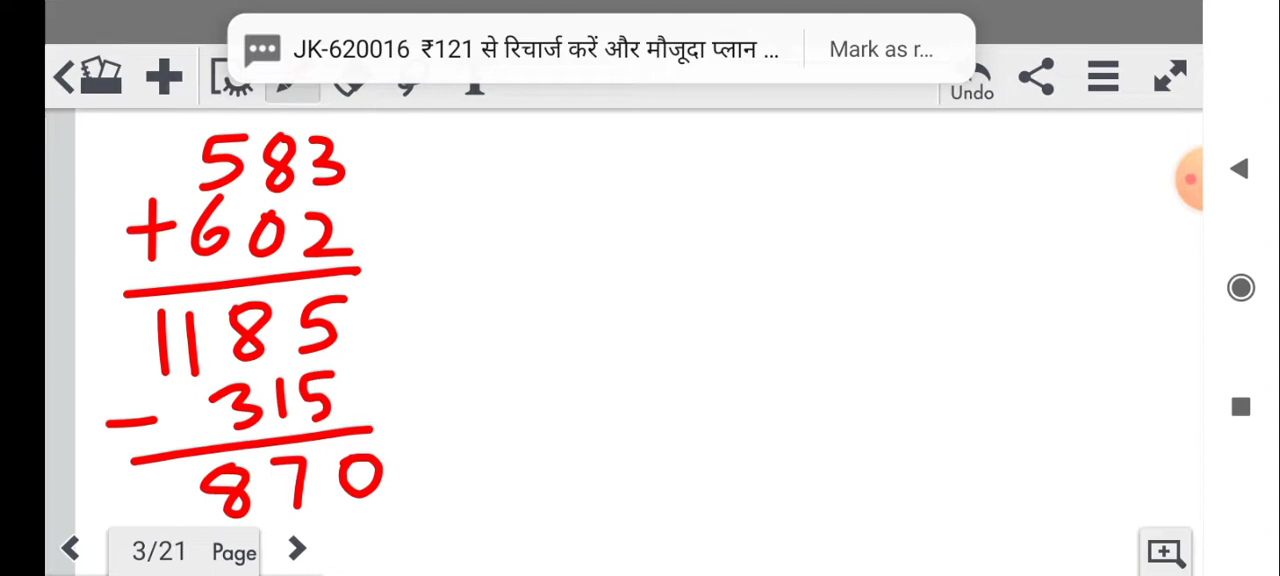 JK-620016 ₹121 से रिचार्ज करें और मौजूदा प्लान ... Mark as r...
Undo
583
+602
1185
- 315
870
3/21 Page